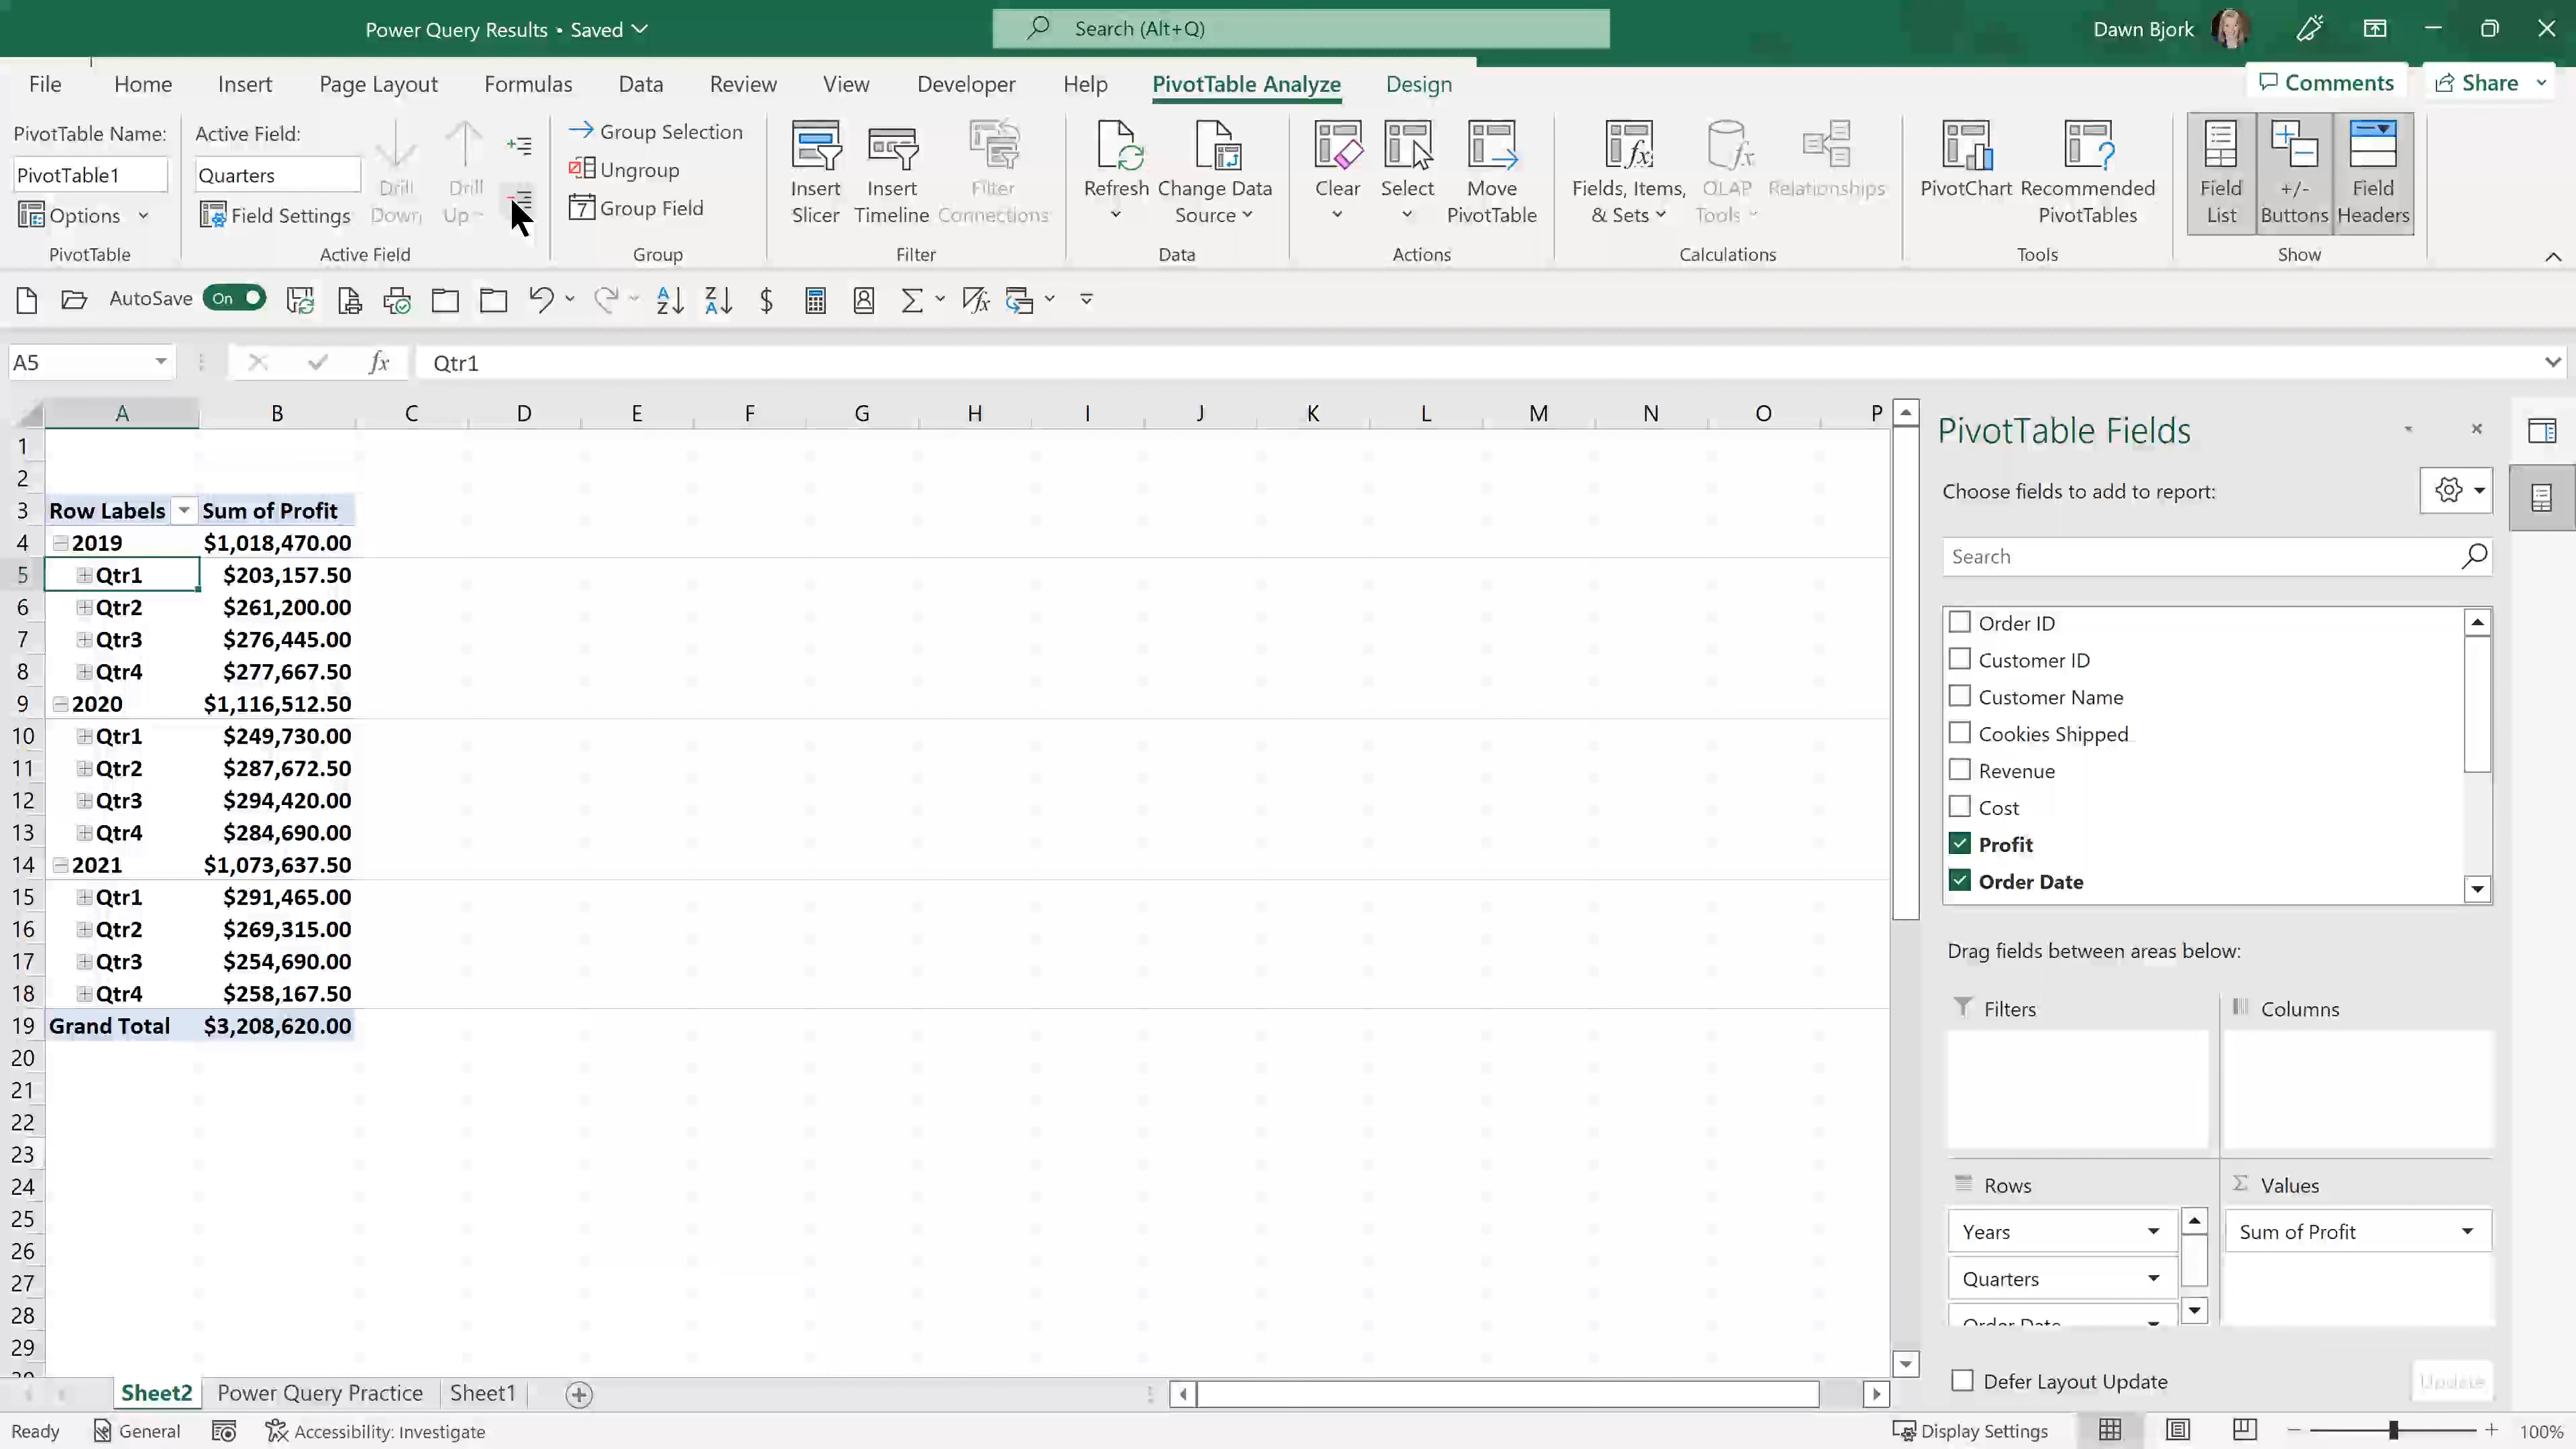 Power Query Results • Saved
Search (Alt+Q)
Dawn Bjork
File Home Insert Page Layout Formulas Data Review View Developer Help PivotTable Analyze Design Comments Share
PivotTable Name:
PivotTable1
Options
PivotTable
Active Field:
Quarters
Field Settings
Drill Down
Drill Up
Active Field
Group Selection
Ungroup
Group Field
Group
Insert Slicer
Insert Timeline
Filter Connections
Filter
Refresh
Change Data Source
Data
Clear
Select
Move PivotTable
Actions
Fields, Items, & Sets
OLAP Tools
Relationships
Calculations
PivotChart
Recommended PivotTables
Tools
Field List
+/- Buttons
Field Headers
Show
AutoSave On
A5 fx Qtr1
A B C D E F G H I J K L M N O P
1
2
3 Row Labels Sum of Profit
4 2019 $1,018,470.00
5 Qtr1 $203,157.50
6 Qtr2 $261,200.00
7 Qtr3 $276,445.00
8 Qtr4 $277,667.50
9 2020 $1,116,512.50
10 Qtr1 $249,730.00
11 Qtr2 $287,672.50
12 Qtr3 $294,420.00
13 Qtr4 $284,690.00
14 2021 $1,073,637.50
15 Qtr1 $291,465.00
16 Qtr2 $269,315.00
17 Qtr3 $254,690.00
18 Qtr4 $258,167.50
19 Grand Total $3,208,620.00
20
21
22
23
24
25
26
27
28
29
PivotTable Fields
Choose fields to add to report:
Search
Order ID
Customer ID
Customer Name
Cookies Shipped
Revenue
Cost
Profit
Order Date
Drag fields between areas below:
Filters
Columns
Rows
Years
Quarters
Order Date
Values
Sum of Profit
Defer Layout Update
Update
Sheet2 Power Query Practice Sheet1
Ready General Accessibility: Investigate
Display Settings 100%